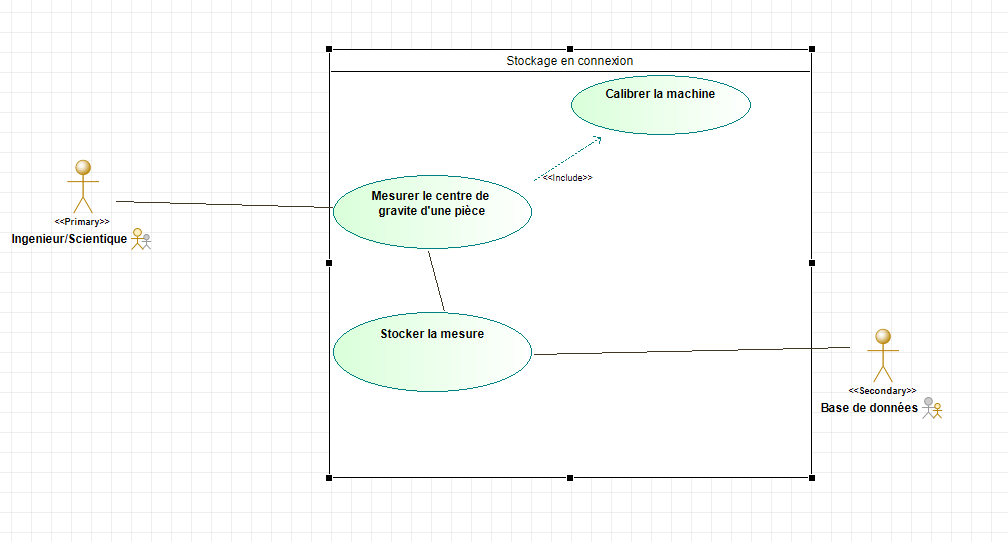 Stockage en connexion
Calibrer la machine
<<Include>>
Mesurer le centre de
gravite d'une pièce
<<Primary>>
Ingenieur/Scientique
Stocker la mesure
<<Secondary>>
Base de données